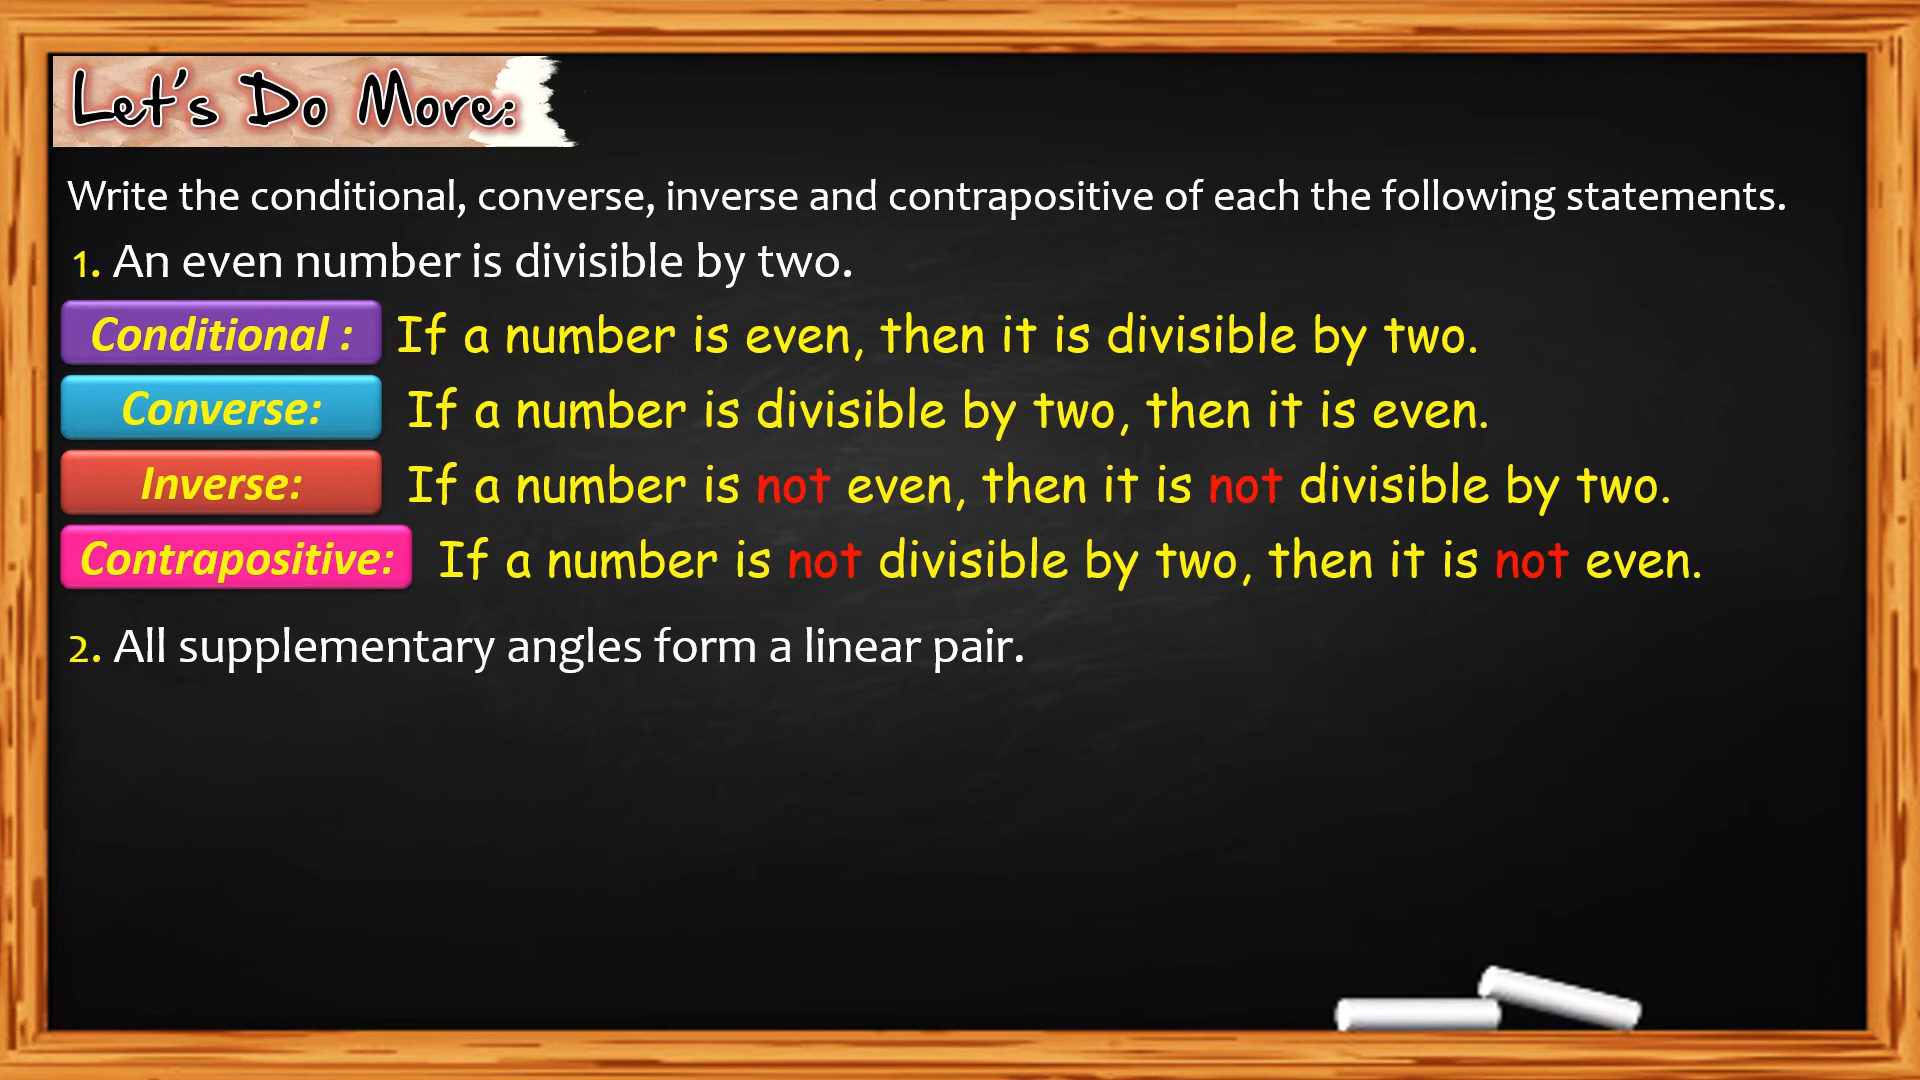 Let's Do More:
Write the conditional, converse, inverse and contrapositive of each the following statements.
1. An even number is divisible by two.
Conditional : If a number is even, then it is divisible by two.
Converse: If a number is divisible by two, then it is even.
Inverse: If a number is not even, then it is not divisible by two.
Contrapositive: If a number is not divisible by two, then it is not even.
2. All supplementary angles form a linear pair.